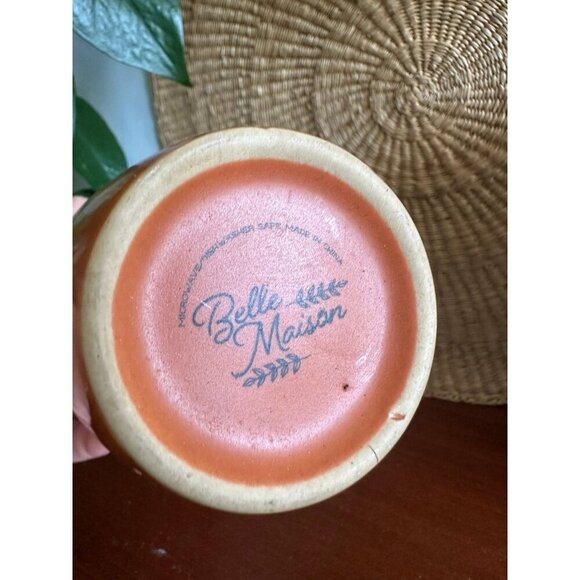 MICROWAVE/DISHWASHER SAFE, MADE IN CHINA
Belle
Maison